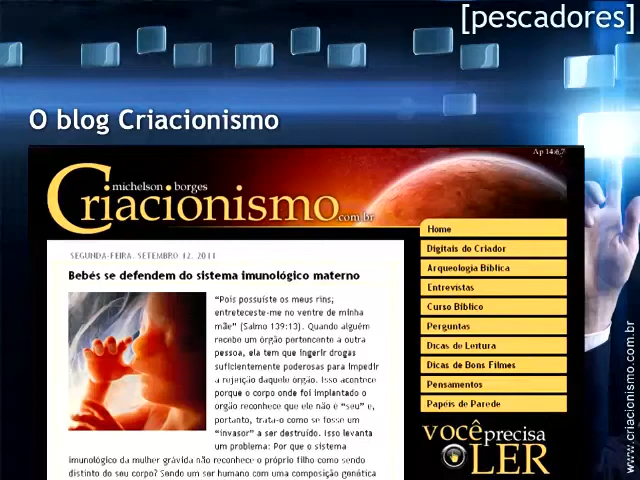 [pescadores]
O blog Criacionismo
Ap 14:6,7
michelson borges
Criacionismo.com.br
SEGUNDA-FEIRA, SETEMBRO 12, 2011
Bebês se defendem do sistema imunológico materno
“Pois possuíste os meus rins;
entreteceste-me no ventre de minha
mãe” (Salmo 139:13). Quando alguém
recebe um órgão pertencente a outra
pessoa, ela tem que ingerir drogas
suficientemente poderosas para impedir
a rejeição daquele órgão. Isso acontece
porque o corpo onde foi implantado o
órgão reconhece que ele não é “seu” e,
portanto, trata-o como se fosse um
“invasor” a ser destruído. Isso levanta
um problema: Por que o sistema
imunológico da mulher grávida não reconhece o próprio filho como sendo
distinto do seu corpo? Sendo um ser humano com uma composição genética
Home
Digitais do Criador
Arqueologia Bíblica
Entrevistas
Curso Bíblico
Perguntas
Dicas de Leitura
Dicas de Bons Filmes
Pensamentos
Papéis de Parede
VOCÊ precisa
LER
www.criacionismo.com.br